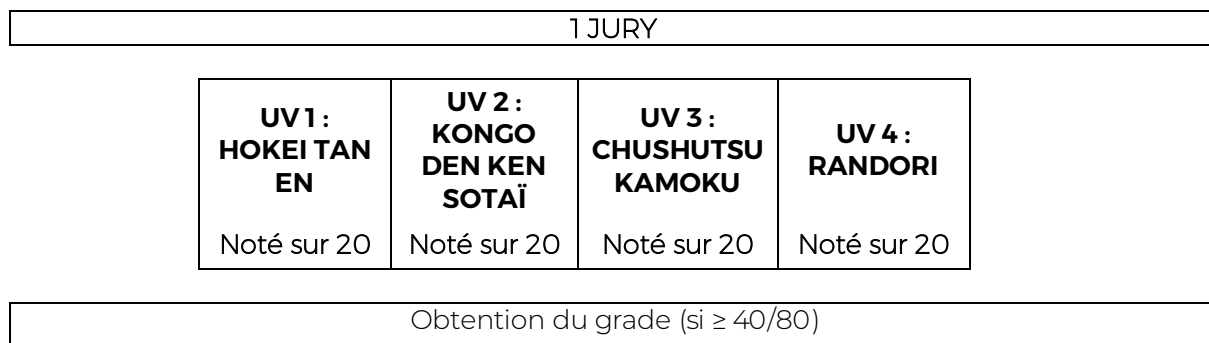 1 JURY
UV 1 :
HOKEI TAN
EN
Noté sur 20
UV 2 :
KONGO
DEN KEN
SOTAÏ
Noté sur 20
UV 3 :
CHUSHUTSU
KAMOKU
Noté sur 20
UV 4 :
RANDORI
Noté sur 20
Obtention du grade (si ≥ 40/80)